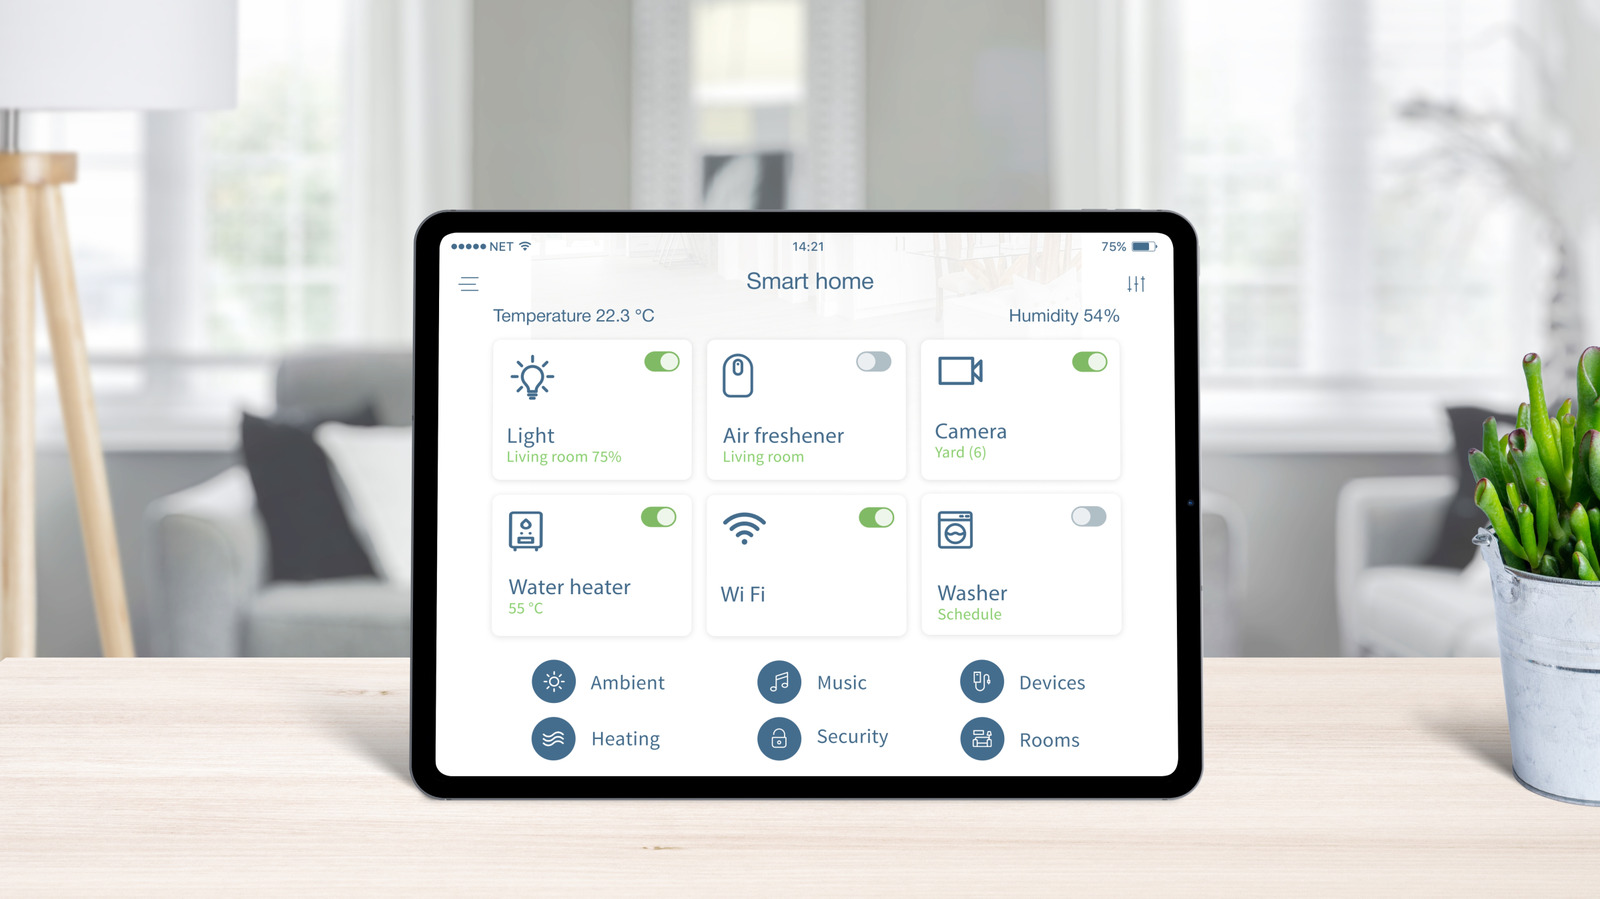 NET
14:21
75%
Smart home
Temperature 22.3 °C
Humidity 54%
Light
Living room 75%
Air freshener
Living room
Camera
Yard (6)
Water heater
55 °C
Wi Fi
Washer
Schedule
Ambient
Music
Devices
Heating
Security
Rooms